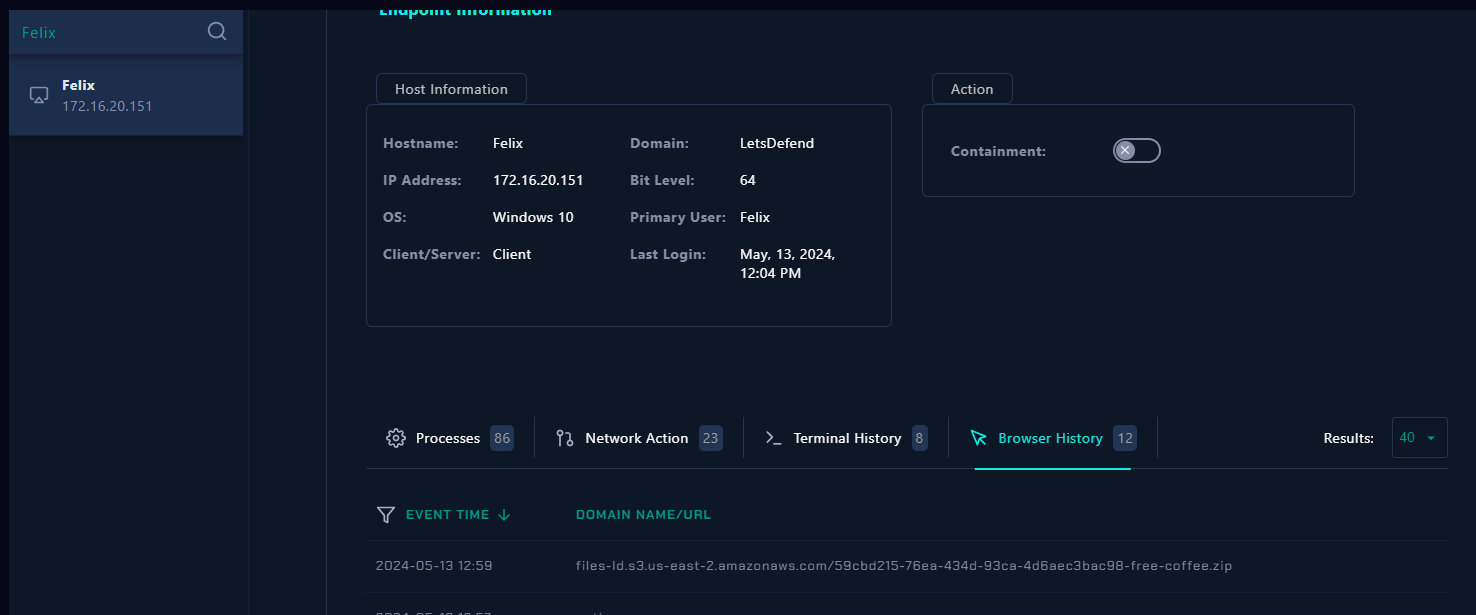 Endpoint Information
Felix
Felix
172.16.20.151
Host Information
Hostname: Felix Domain: LetsDefend
IP Address: 172.16.20.151 Bit Level: 64
OS: Windows 10 Primary User: Felix
Client/Server: Client Last Login: May, 13, 2024,
12:04 PM
Action
Containment:
Processes 86 Network Action 23 Terminal History 8 Browser History 12 Results: 40
EVENT TIME DOMAIN NAME/URL
2024-05-13 12:59 files-ld.s3.us-east-2.amazonaws.com/59cbd215-76ea-434d-93ca-4d6aec3bac98-free-coffee.zip